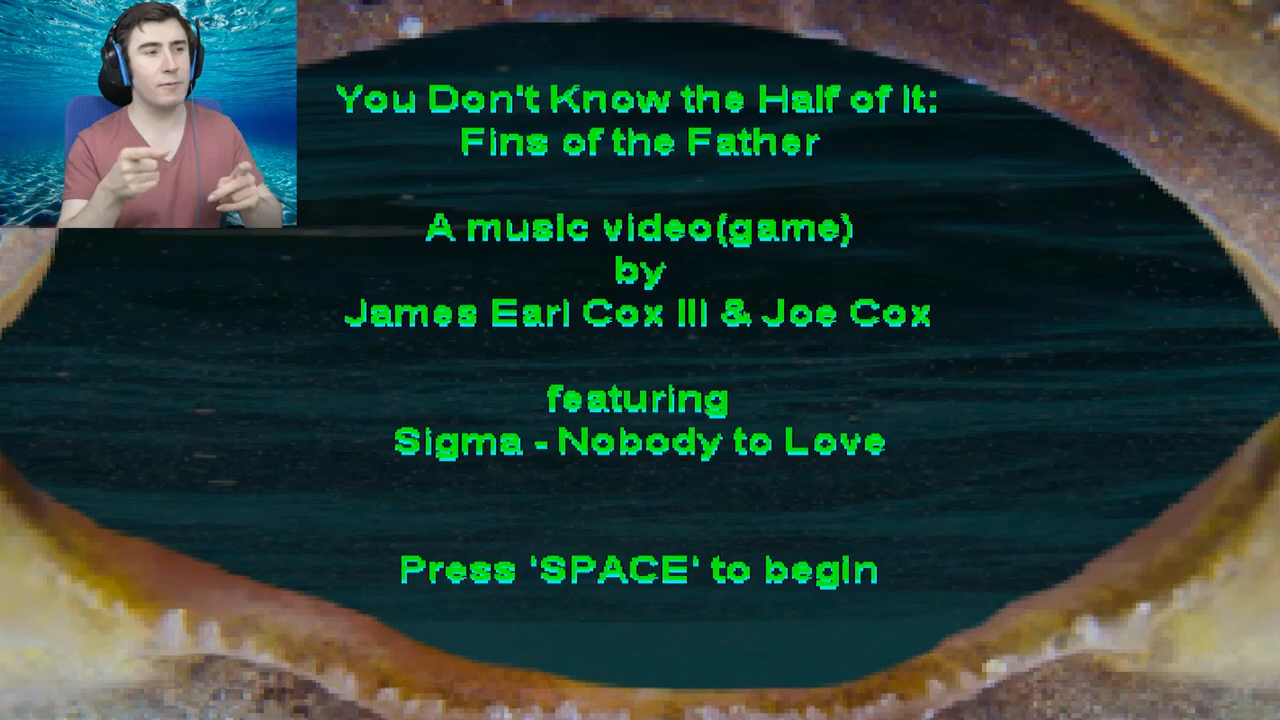 You Don't Know the Half of It:
Fins of the Father
A music video(game)
by
James Earl Cox III & Joe Cox
featuring
Sigma - Nobody to Love
Press 'SPACE' to begin